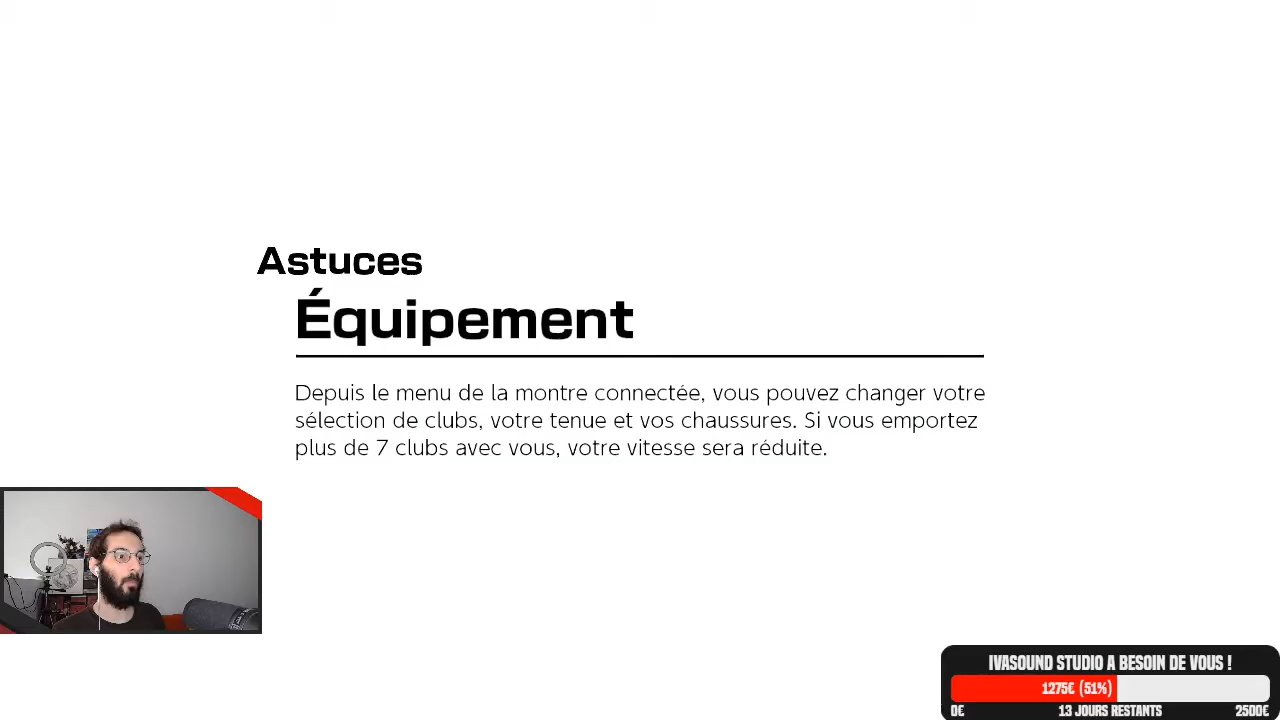 Astuces
Équipement
Depuis le menu de la montre connectée, vous pouvez changer votre
sélection de clubs, votre tenue et vos chaussures. Si vous emportez
plus de 7 clubs avec vous, votre vitesse sera réduite.
IVASOUND STUDIO A BESOIN DE VOUS !
1275€ (51%)
0€ 13 JOURS RESTANTS 2500€